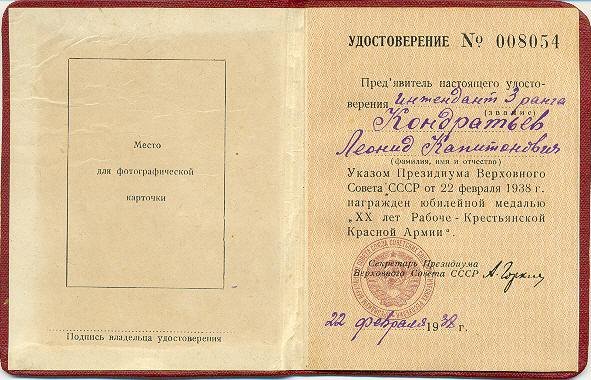 Место
для фотографической
карточки
Подпись владельца удостоверения
УДОСТОВЕРЕНИЕ № 008054
Пред'явитель настоящего удосто-
верения интендант 3 ранга
(звание)
Кондратьев
Леонид Капитонович
(фамилия, имя и отчество)
Указом Президиума Верховного
Совета СССР от 22 февраля 1938 г.
награжден юбилейной медалью
„XX лет Рабоче-Крестьянской
Красной Армии“.
Секретарь Президиума
Верховного Совета СССР А. Горкин
22 февраля 1938 г.